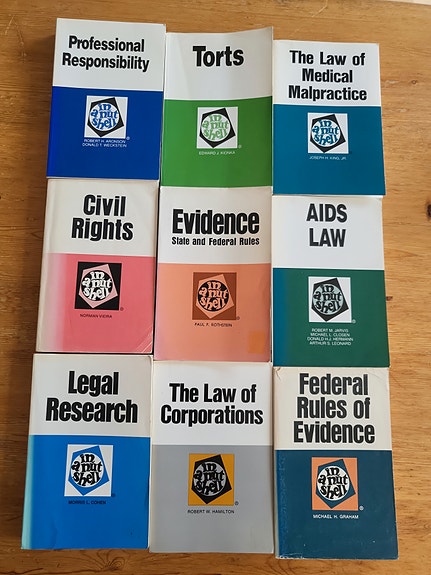 Professional
Responsibility
in
a nut
shell
®
ROBERT H. ARONSON
DONALD T. WECKSTEIN
Torts
in
a nut
shell
®
EDWARD J. KIONKA
The Law of
Medical
Malpractice
in
a nut
shell
®
JOSEPH H. KING, JR.
Civil
Rights
in
a nut
shell
®
NORMAN VIEIRA
Evidence
State and Federal Rules
in
a nut
shell
®
PAUL F. ROTHSTEIN
AIDS
LAW
in
a nut
shell
®
ROBERT M. JARVIS
MICHAEL L. CLOSEN
DONALD H.J. HERMANN
ARTHUR S. LEONARD
Legal
Research
in
a nut
shell
®
MORRIS L. COHEN
The Law of
Corporations
in
a nut
shell
®
ROBERT W. HAMILTON
Federal
Rules of
Evidence
in
a nut
shell
®
MICHAEL H. GRAHAM